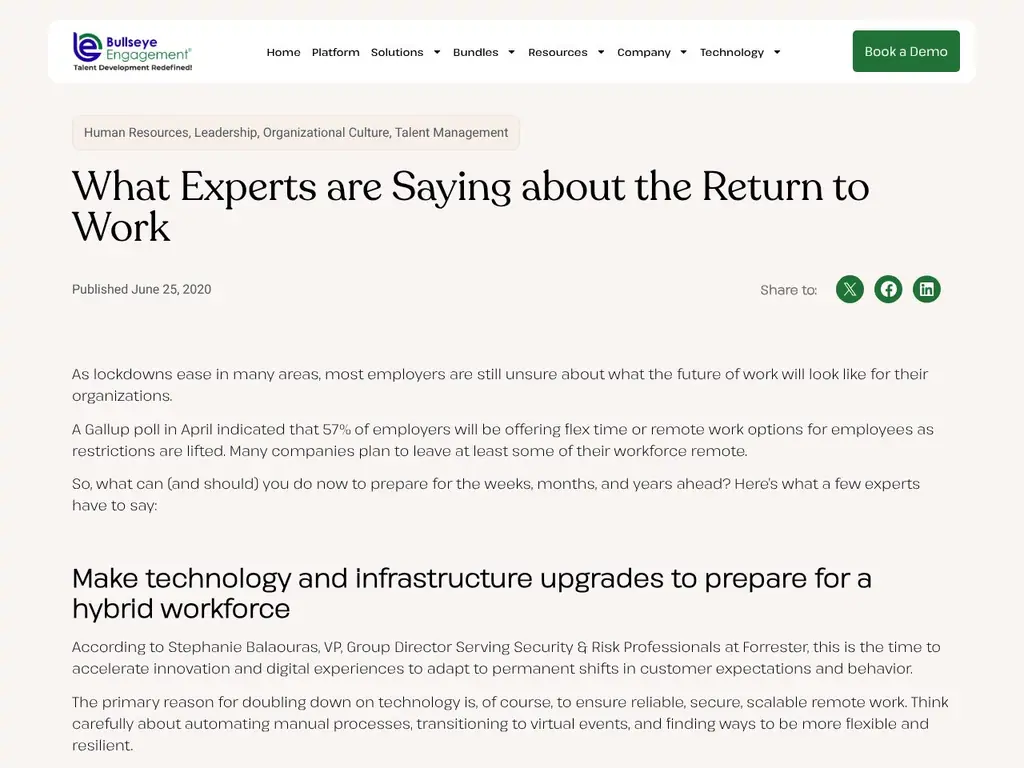 Bullseye
Engagement®
Talent Development Redefined!
Home Platform Solutions Bundles Resources Company Technology
Book a Demo
Human Resources, Leadership, Organizational Culture, Talent Management
What Experts are Saying about the Return to
Work
Published June 25, 2020
Share to:
As lockdowns ease in many areas, most employers are still unsure about what the future of work will look like for their
organizations.
A Gallup poll in April indicated that 57% of employers will be offering flex time or remote work options for employees as
restrictions are lifted. Many companies plan to leave at least some of their workforce remote.
So, what can (and should) you do now to prepare for the weeks, months, and years ahead? Here's what a few experts
have to say:
Make technology and infrastructure upgrades to prepare for a
hybrid workforce
According to Stephanie Balaouras, VP, Group Director Serving Security & Risk Professionals at Forrester, this is the time to
accelerate innovation and digital experiences to adapt to permanent shifts in customer expectations and behavior.
The primary reason for doubling down on technology is, of course, to ensure reliable, secure, scalable remote work. Think
carefully about automating manual processes, transitioning to virtual events, and finding ways to be more flexible and
resilient.